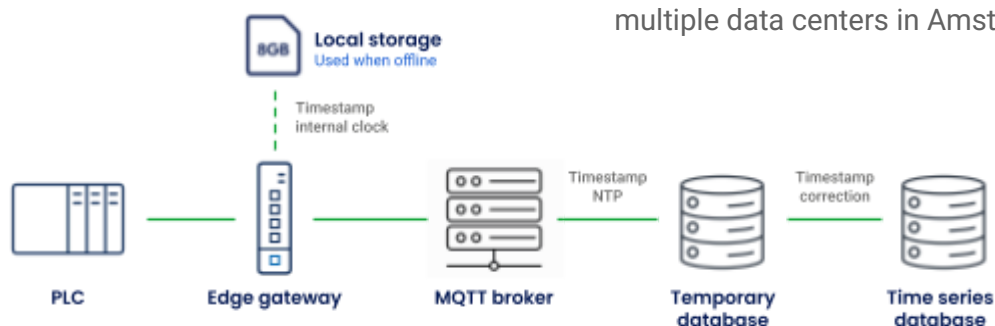 multiple data centers in Amst
8GB
Local storage
Used when offline
Timestamp
internal clock
Timestamp
NTP
Timestamp
correction
PLC
Edge gateway
MQTT broker
Temporary
database
Time series
database